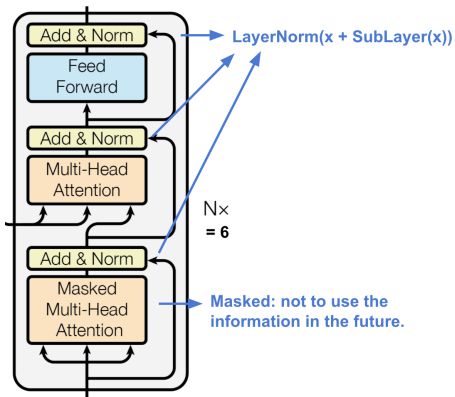 Add & Norm
LayerNorm(x + SubLayer(x))
Feed
Forward
Add & Norm
Multi-Head
Attention
N×
= 6
Add & Norm
Masked
Multi-Head
Attention
Masked: not to use the
information in the future.